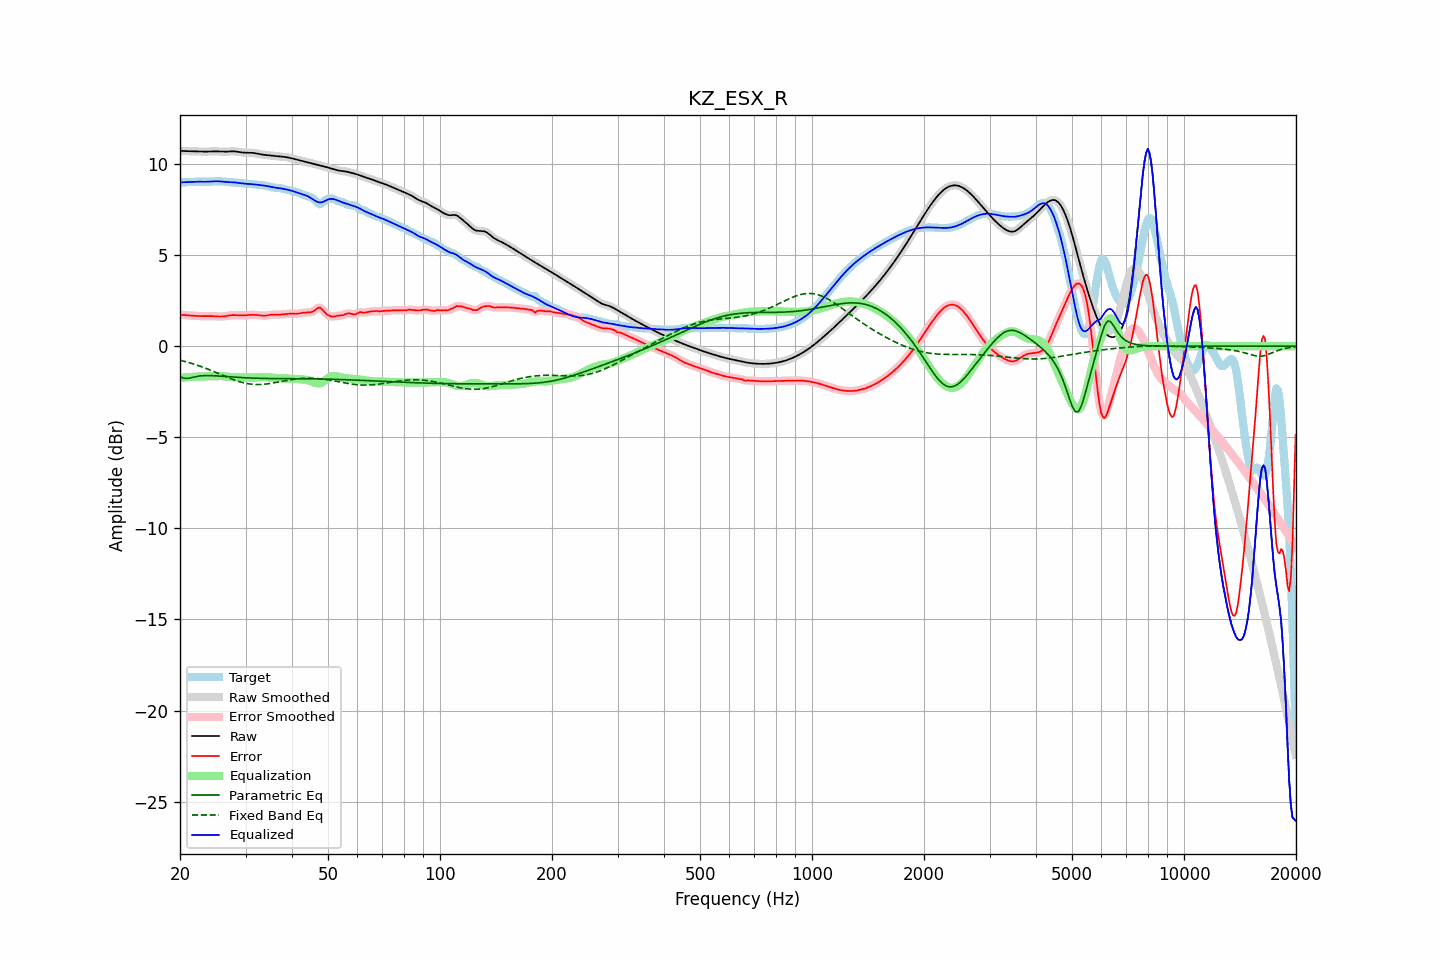 KZ_ESX_R
Amplitude (dBr)
10
5
0
−5
−10
−15
−20
−25
Target
Raw Smoothed
Error Smoothed
Raw
Error
Equalization
Parametric Eq
Fixed Band Eq
Equalized
20 50 100 200 500 1000 2000 5000 10000 20000
Frequency (Hz)